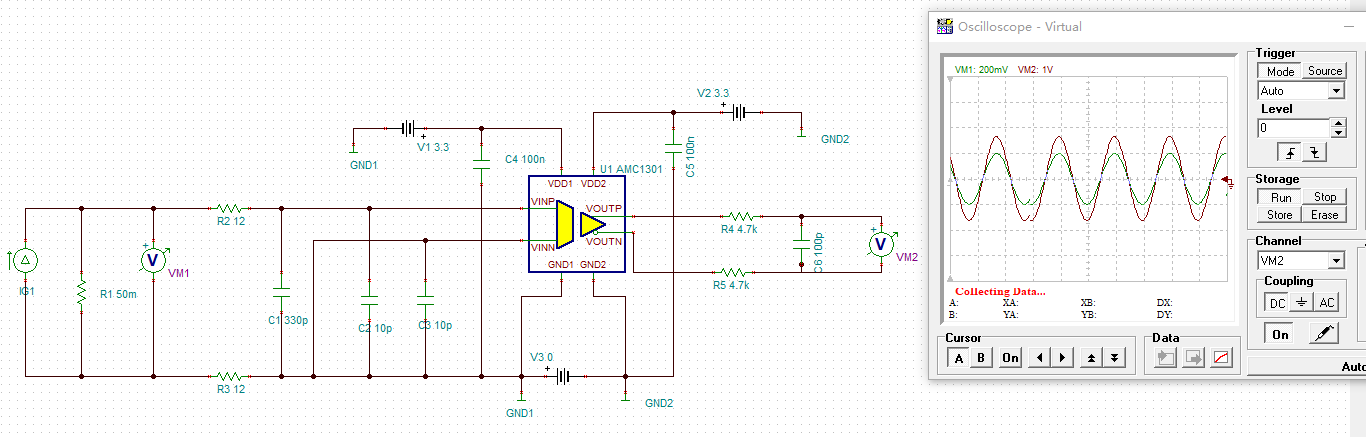 Oscilloscope - Virtual
VM1: 200mV VM2: 1V
Collecting Data...
A: XA: XB: DX:
B: YA: YB: DY:
Cursor
A B On
Data
Trigger
Mode Source
Auto
Level
0
Storage
Run Stop
Store Erase
Channel
VM2
Coupling
DC AC
On
Auto
V2 3.3
GND2
C5 100n
V1 3.3
GND1
C4 100n
U1 AMC1301
VDD1 VDD2
VINP
VOUTP
VINN
VOUTN
GND1 GND2
R2 12
IG1
R1 50m
V
VM1
C1 330p
C2 10p
C3 10p
R4 4.7k
R5 4.7k
C6 100p
V
VM2
R3 12
V3 0
GND1
GND2